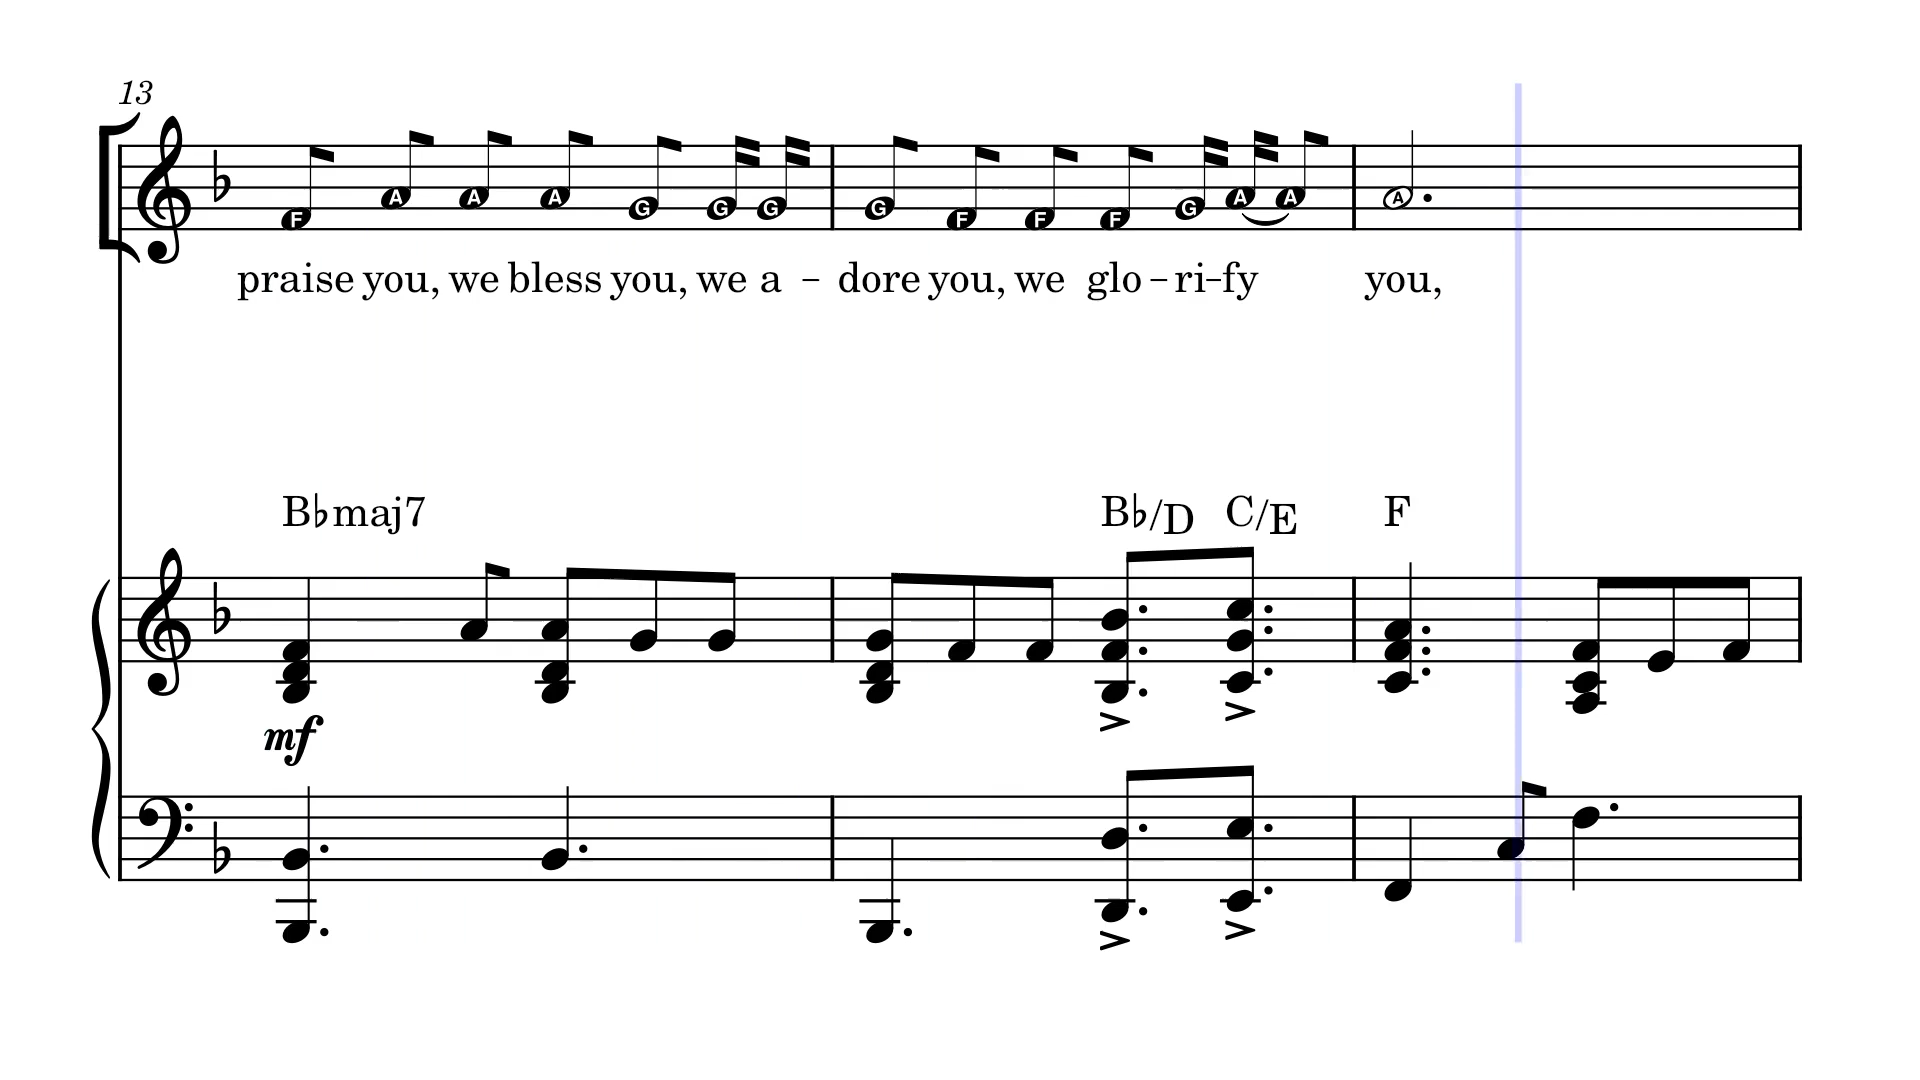 13
F A A A G G G G F F F G A A A
praise you, we bless you, we a – dore you, we glo – ri – fy you,
B♭maj7 B♭/D C/E F
mf